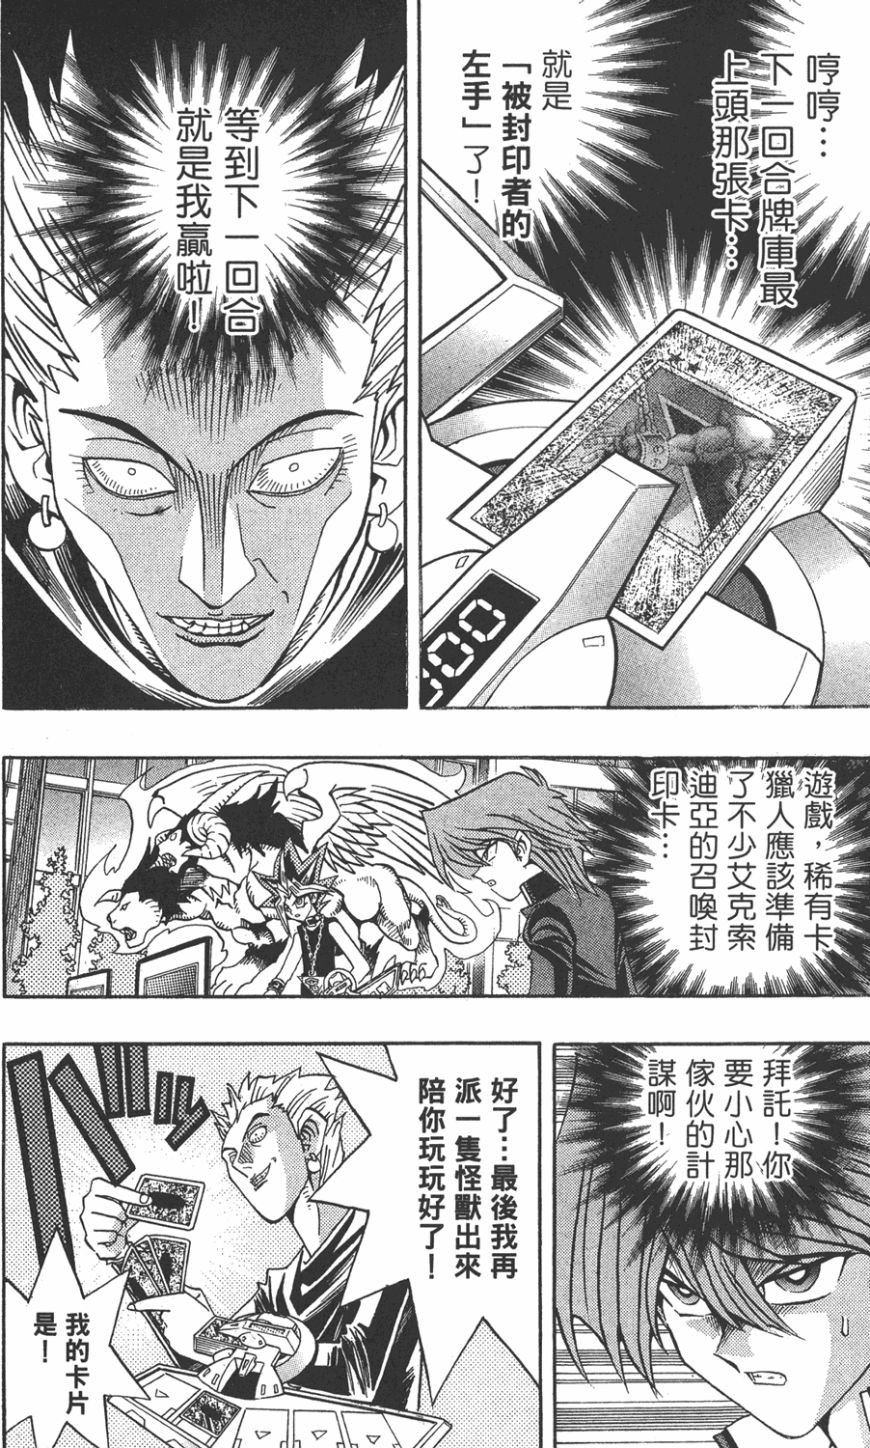 哼哼…
下一回合牌庫最
上頭那張卡…
就是
「被封印者的
左手」了！
000
等到下一回合
就是我贏啦！
遊戲，稀有卡
獵人應該準備
了不少艾克索
迪亞的召喚封
印卡…
拜託！你
要小心那
傢伙的計
謀啊！
好了…最後我再
派一隻怪獸出來
陪你玩玩好了！
我的卡片
是！